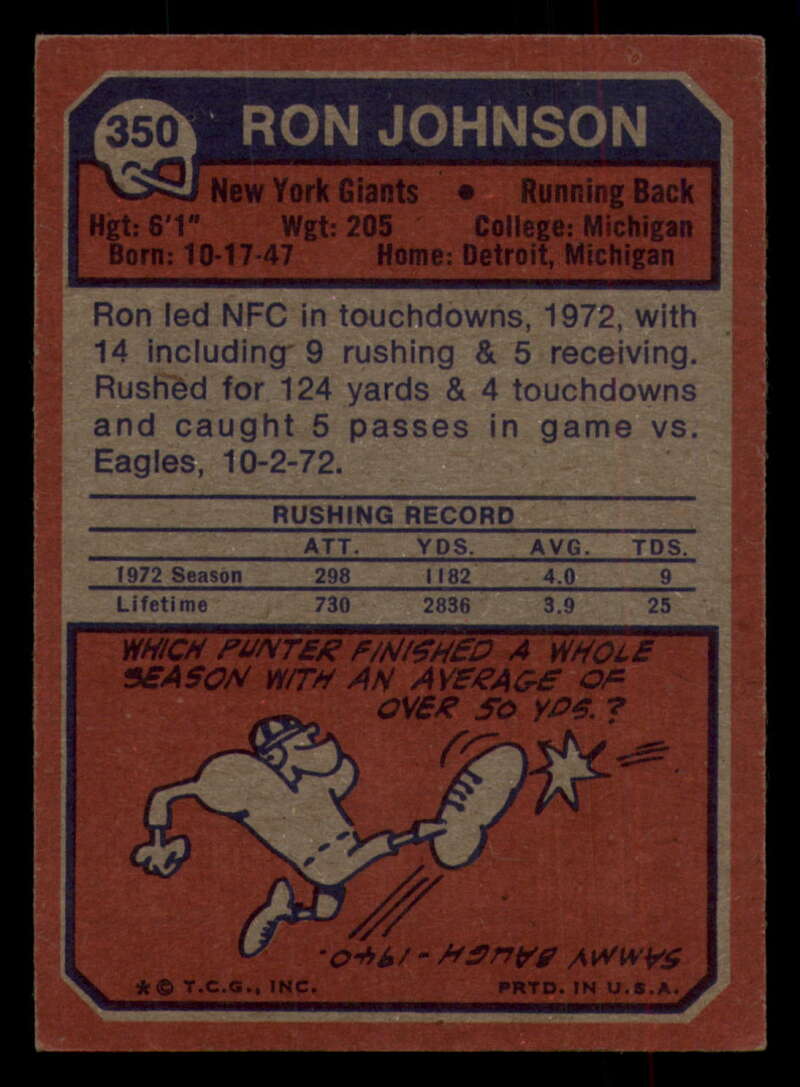 350
RON JOHNSON
New York Giants • Running Back
Hgt: 6'1" Wgt: 205 College: Michigan
Born: 10-17-47 Home: Detroit, Michigan
Ron led NFC in touchdowns, 1972, with
14 including 9 rushing & 5 receiving.
Rushed for 124 yards & 4 touchdowns
and caught 5 passes in game vs.
Eagles, 10-2-72.
RUSHING RECORD
ATT. YDS. AVG. TDS.
1972 Season 298 1182 4.0 9
Lifetime 730 2836 3.9 25
WHICH PUNTER FINISHED A WHOLE
SEASON WITH AN AVERAGE OF
OVER 50 YDS.?
SAMMY BAUGH - 1940.
* © T.C.G., INC. PRTD. IN U.S.A.